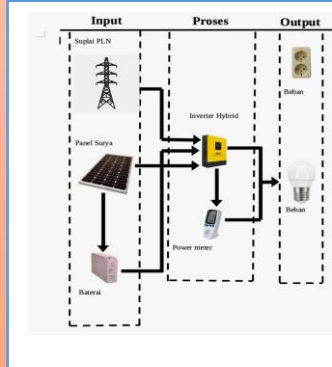 Input
Proses
Output
Suplai PLN
Beban
Inverter Hybrid
Panel Surya
Beban
Power meter
Baterai